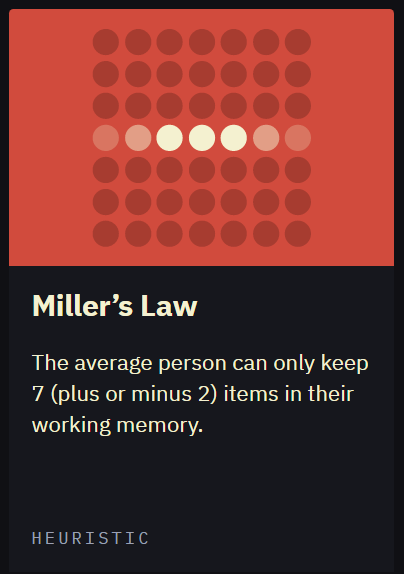 Miller’s Law
The average person can only keep
7 (plus or minus 2) items in their
working memory.
HEURISTIC